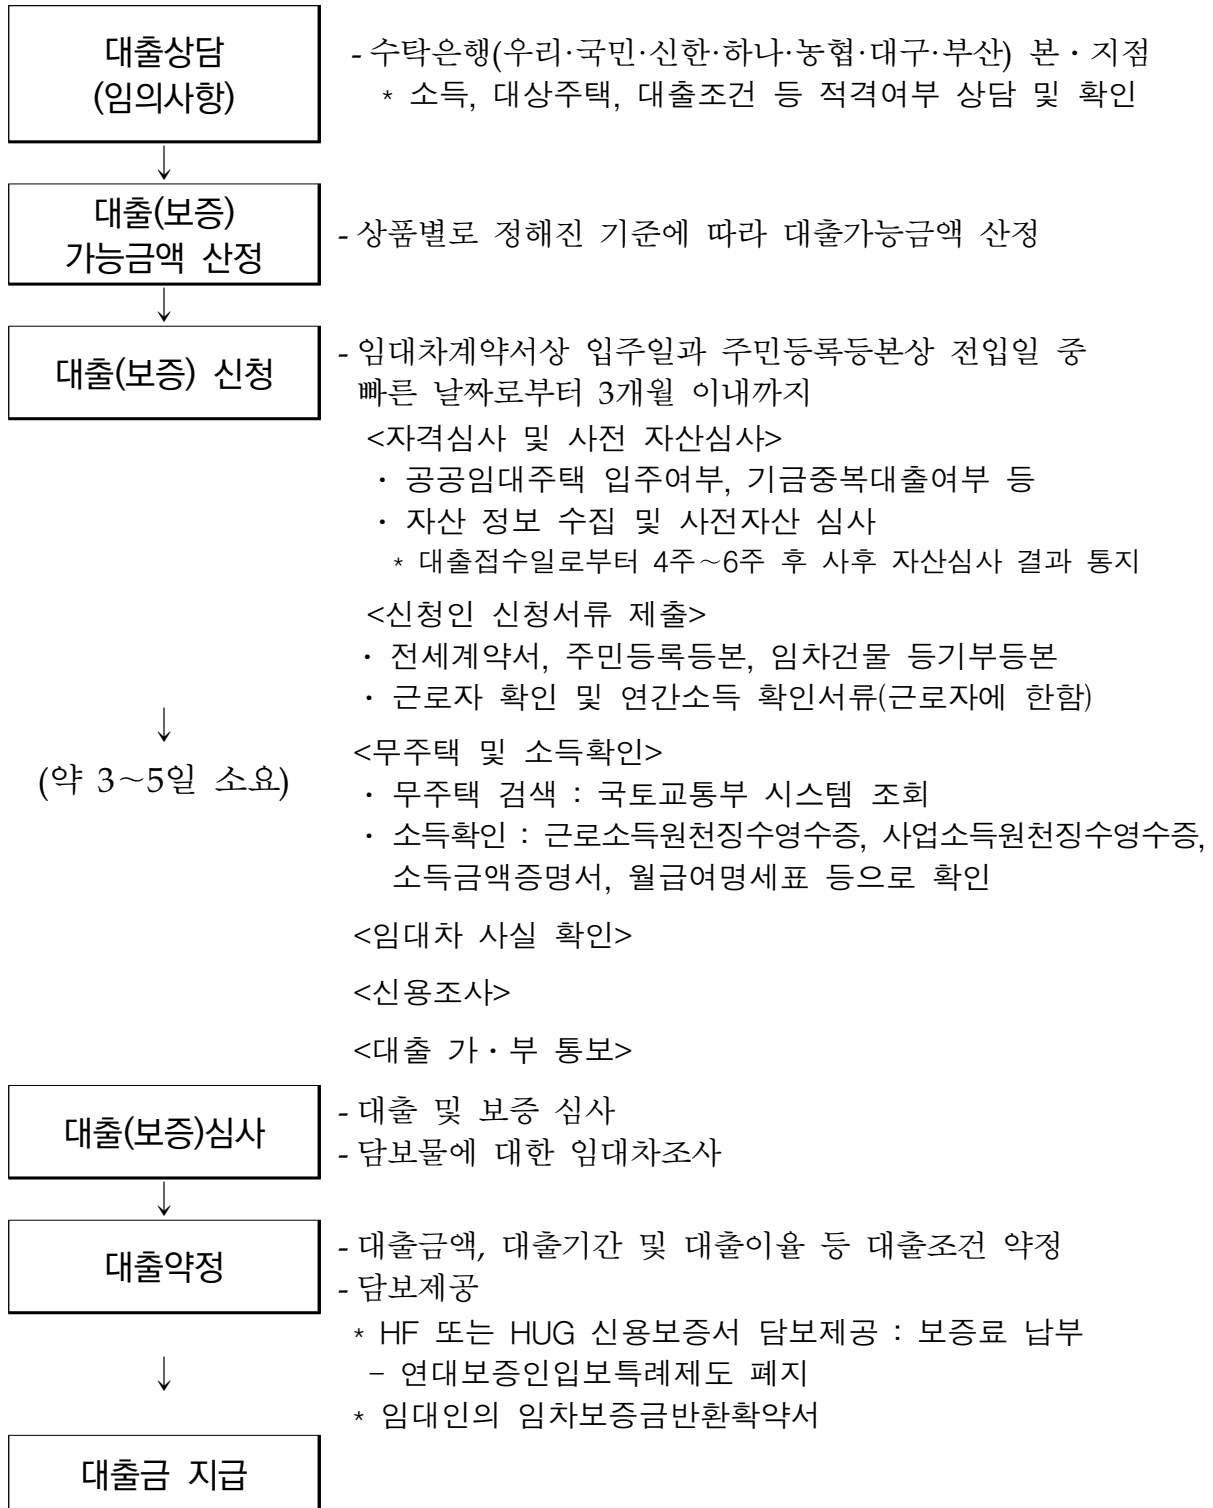 대출상담
(임의사항)
- 수탁은행(우리·국민·신한·하나·농협·대구·부산) 본·지점
* 소득, 대상주택, 대출조건 등 적격여부 상담 및 확인
↓
대출(보증)
가능금액 산정
- 상품별로 정해진 기준에 따라 대출가능금액 산정
↓
대출(보증) 신청
- 임대차계약서상 입주일과 주민등록등본상 전입일 중
빠른 날짜로부터 3개월 이내까지
<자격심사 및 사전 자산심사>
· 공공임대주택 입주여부, 기금중복대출여부 등
· 자산 정보 수집 및 사전자산 심사
* 대출접수일로부터 4주~6주 후 사후 자산심사 결과 통지
<신청인 신청서류 제출>
· 전세계약서, 주민등록등본, 임차건물 등기부등본
· 근로자 확인 및 연간소득 확인서류(근로자에 한함)
↓
(약 3~5일 소요)
<무주택 및 소득확인>
· 무주택 검색 : 국토교통부 시스템 조회
· 소득확인 : 근로소득원천징수영수증, 사업소득원천징수영수증,
소득금액증명서, 월급여명세표 등으로 확인
<임대차 사실 확인>
<신용조사>
<대출 가·부 통보>
대출(보증)심사
- 대출 및 보증 심사
- 담보물에 대한 임대차조사
↓
대출약정
- 대출금액, 대출기간 및 대출이율 등 대출조건 약정
- 담보제공
* HF 또는 HUG 신용보증서 담보제공 : 보증료 납부
- 연대보증인입보특례제도 폐지
* 임대인의 임차보증금반환확약서
↓
대출금 지급